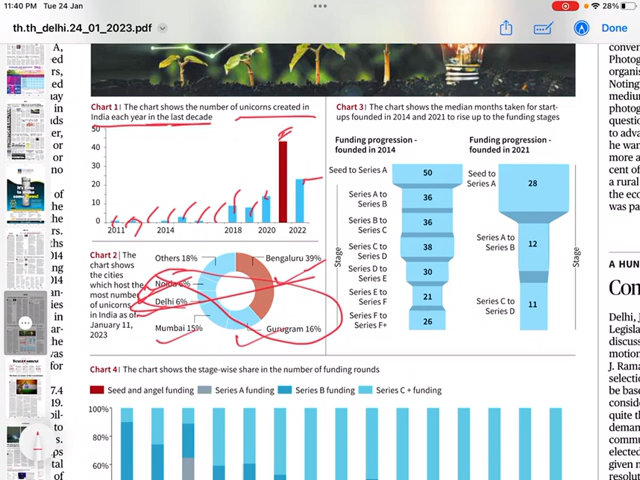 11:40 AM Tue 24 Jan
28%
th.th_delhi.24_01_2023.pdf
Done
Chart 1| The chart shows the number of unicorns created in
India each year in the last decade
50
40
30
20
10
0
2011
2014
2018
2020
2022
Chart 2|
The chart
shows the
cities
which host the
most number
of unicorns
in India as of
January 11,
2023
Others 18%
Noida 6%
Delhi 6%
Mumbai 15%
Bengaluru 39%
Gurugram 16%
Chart 3| The chart shows the median months taken for start-
ups founded in 2014 and 2021 to rise up to the funding stages
Funding progression -
founded in 2014
Stage
Seed to Series A 50
Series A to
B 36
Series B to
C 36
Series C to
D 38
Series D to
E 30
Series E to
F 21
Series F to
F+ 26
Funding progression -
founded in 2021
Seed to
Series A 28
Series A to
Series B 12
Series C to
Series D 11
Stage
Chart 4| The chart shows the stage-wise share in the number of funding rounds
Seed and angel funding Series A funding Series B funding Series C + funding
100%
80%
60%
conver
Photog
organis
Noting
mediu
photog
questio
to adva
he wan
more a
cent of
a rural
the eco
was pa
A HUN
Con
Delhi, J
Legisla
discuss
motion
J. Rama
selectio
be base
conside
quite th
deman
commu
elected
given n
resolut